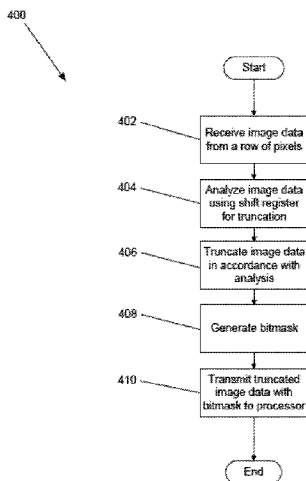 400
Start
402
Receive image data
from a row of pixels
404
Analyze image data
using shift register
for truncation
406
Truncate image data
in accordance with
analysis
408
Generate bitmask
410
Transmit truncated
image data with
bitmask to processor
End